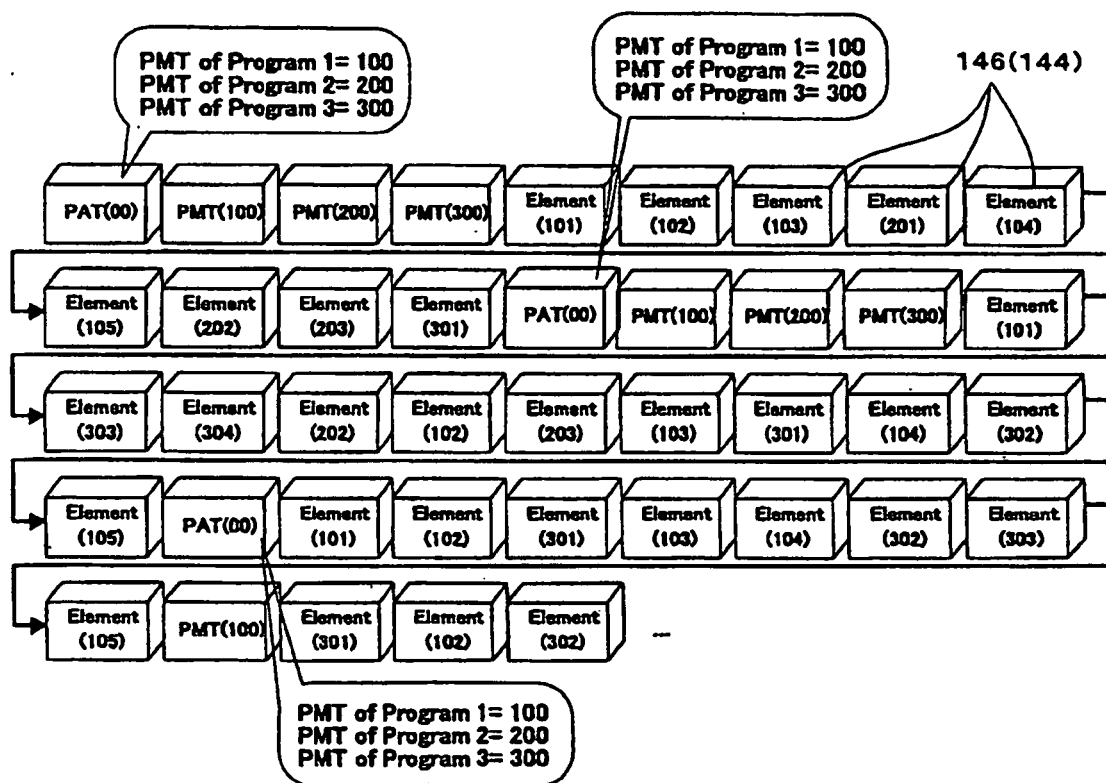 PMT of Program 1= 100
PMT of Program 2= 200
PMT of Program 3= 300
PMT of Program 1= 100
PMT of Program 2= 200
PMT of Program 3= 300
146(144)
PAT(00) PMT(100) PMT(200) PMT(300) Element (101) Element (102) Element (103) Element (201) Element (104)
Element (105) Element (202) Element (203) Element (301) PAT(00) PMT(100) PMT(200) PMT(300) Element (101)
Element (303) Element (304) Element (202) Element (102) Element (203) Element (103) Element (301) Element (104) Element (302)
Element (105) PAT(00) Element (101) Element (102) Element (301) Element (103) Element (104) Element (302) Element (303)
Element (105) PMT(100) Element (301) Element (102) Element (302)
PMT of Program 1= 100
PMT of Program 2= 200
PMT of Program 3= 300